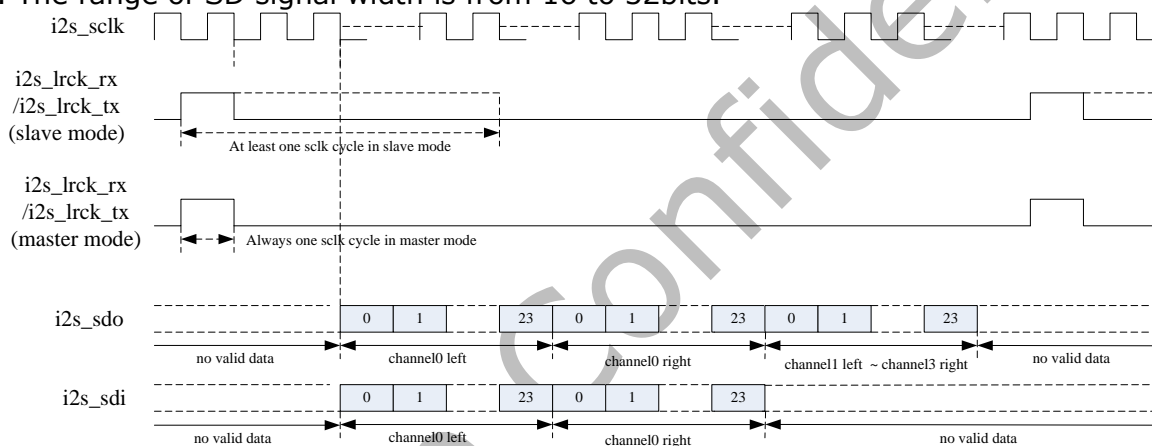 The range of SD signal width is from 16 to 32bits.
i2s_sclk
i2s_lrck_rx
/i2s_lrck_tx
(slave mode)
At least one sclk cycle in slave mode
i2s_lrck_rx
/i2s_lrck_tx
(master mode)
Always one sclk cycle in master mode
i2s_sdo
0 1 23 0 1 23 0 1 23
no valid data channel0 left channel0 right channel1 left ~ channel3 right no valid data
i2s_sdi
0 1 23 0 1 23
no valid data channel0 left channel0 right no valid data
Confide